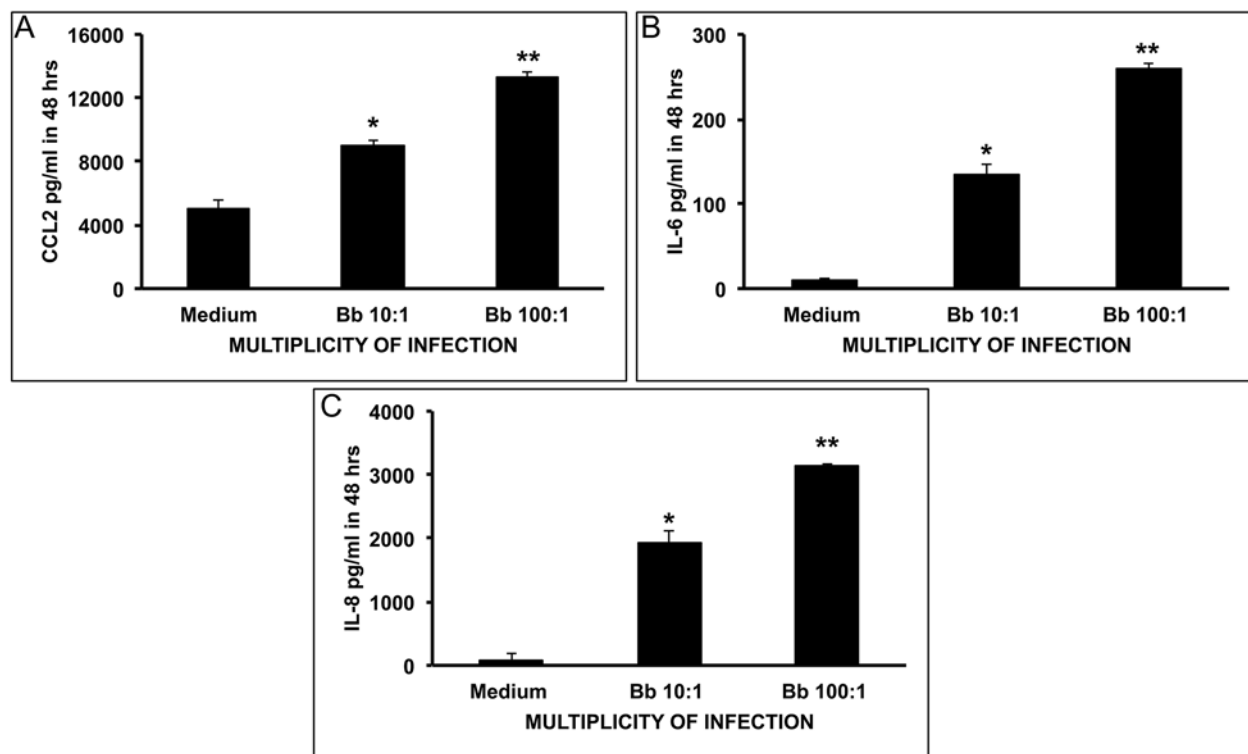 A
CCL2 pg/ml in 48 hrs
16000
12000
8000
4000
0
*
**
Medium Bb 10:1 Bb 100:1
MULTIPLICITY OF INFECTION
B
IL-6 pg/ml in 48 hrs
300
200
100
0
*
**
Medium Bb 10:1 Bb 100:1
MULTIPLICITY OF INFECTION
C
IL-8 pg/ml in 48 hrs
4000
3000
2000
1000
0
*
**
Medium Bb 10:1 Bb 100:1
MULTIPLICITY OF INFECTION